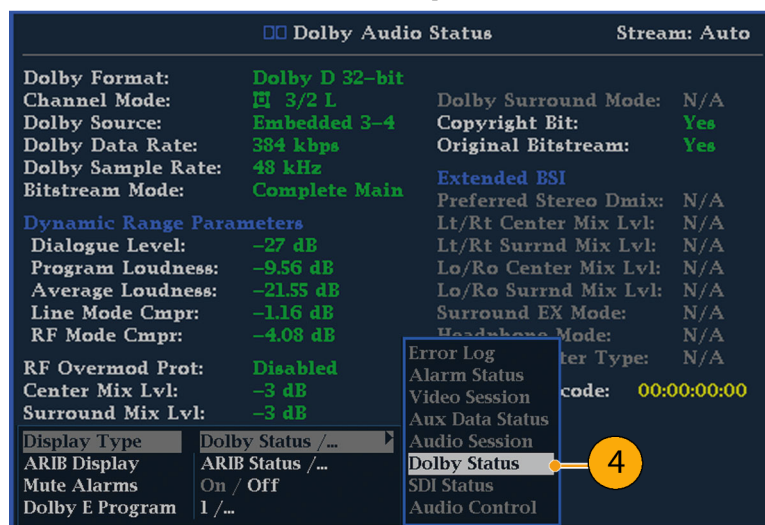 Dolby Audio Status Stream: Auto
Dolby Format: Dolby D 32-bit
Channel Mode: 3/2 L Dolby Surround Mode: N/A
Dolby Source: Embedded 3-4 Copyright Bit: Yes
Dolby Data Rate: 384 kbps Original Bitstream: Yes
Dolby Sample Rate: 48 kHz
Extended BSI
Bitstream Mode: Complete Main
Preferred Stereo Dmix: N/A
Dynamic Range Parameters Lt/Rt Center Mix Lvl: N/A
Dialogue Level: -27 dB Lt/Rt Surrnd Mix Lvl: N/A
Program Loudness: -9.56 dB Lo/Ro Center Mix Lvl: N/A
Average Loudness: -21.55 dB Lo/Ro Surrnd Mix Lvl: N/A
Line Mode Cmpr: -1.16 dB Surround EX Mode: N/A
RF Mode Cmpr: -4.08 dB Headphone Mode: N/A
RF Overmod Prot: Disabled ter Type: N/A
Center Mix Lvl: -3 dB code: 00:00:00:00
Surround Mix Lvl: -3 dB
Display Type Dolby Status /...
ARIB Display ARIB Status /...
Mute Alarms On / Off
Dolby E Program 1 /...
Error Log
Alarm Status
Video Session
Aux Data Status
Audio Session
Dolby Status 4
SDI Status
Audio Control